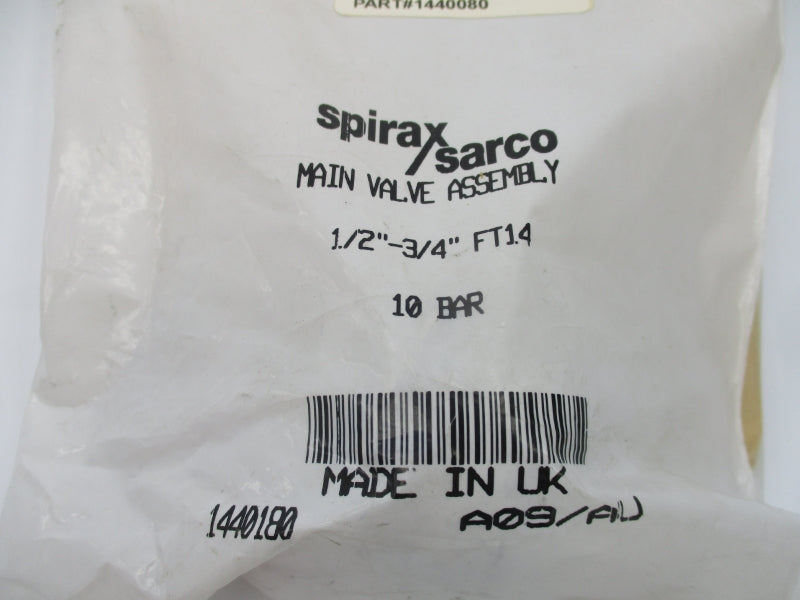 PART#1440080
spirax
sarco
MAIN VALVE ASSEMBLY
1/2"-3/4" FT14
10 BAR
MADE IN UK
1440180 A09/AU